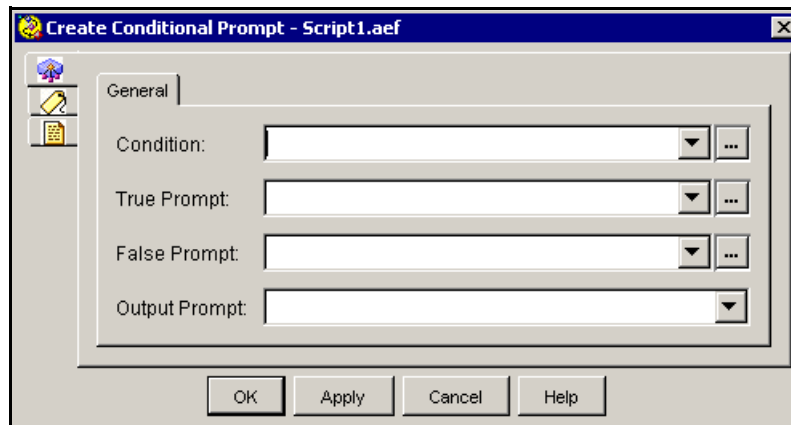 Create Conditional Prompt - Script1.aef
General
Condition:
...
True Prompt:
...
False Prompt:
...
Output Prompt:
OK Apply Cancel Help